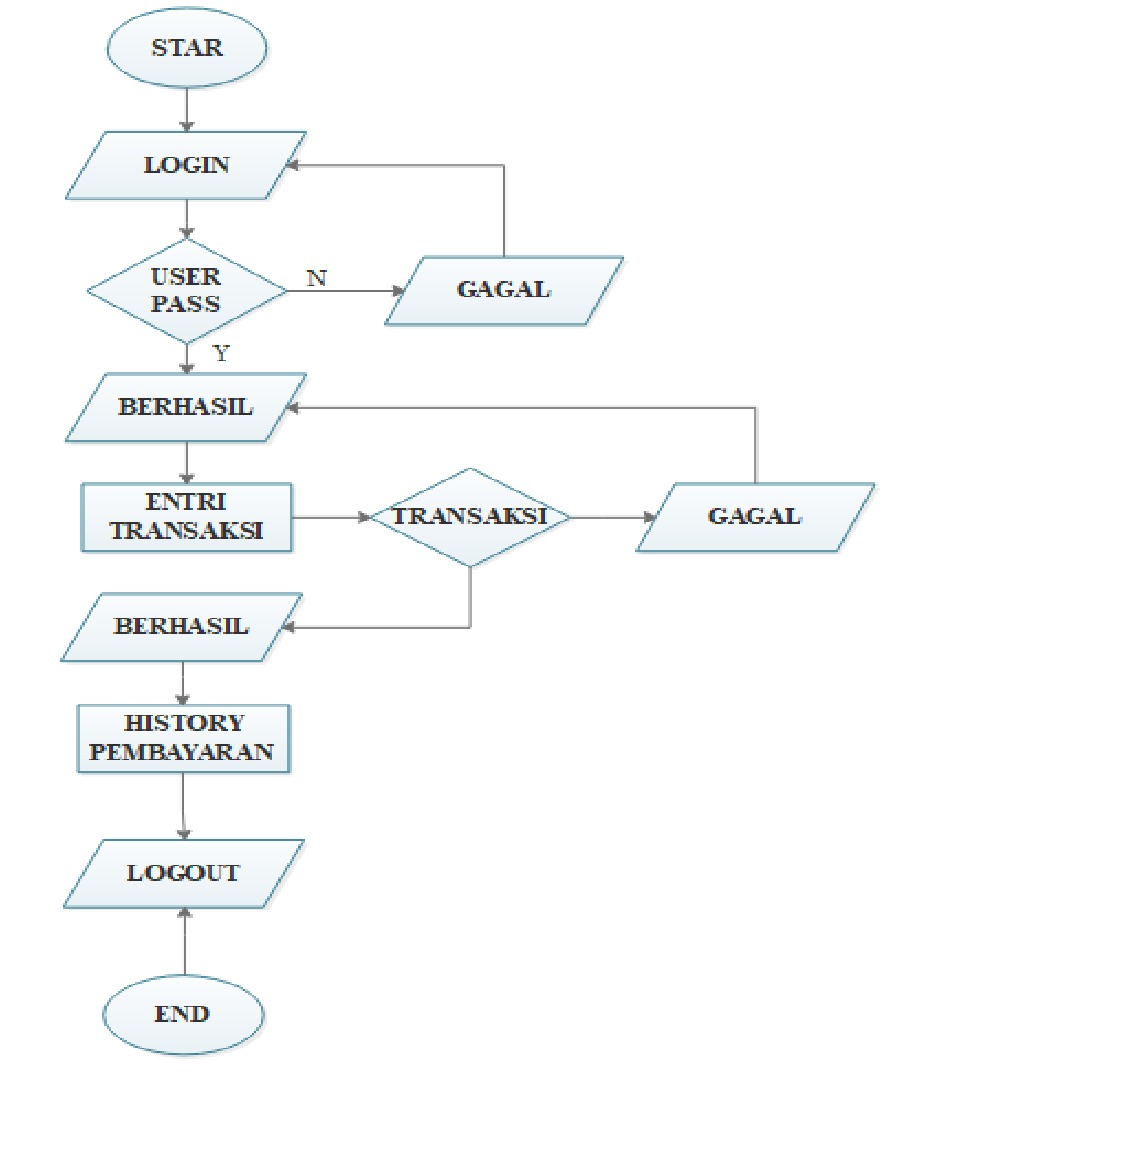 STAR
LOGIN
USER
PASS
N
GAGAL
Y
BERHASIL
ENTRI
TRANSAKSI
TRANSAKSI
GAGAL
BERHASIL
HISTORY
PEMBAYARAN
LOGOUT
END